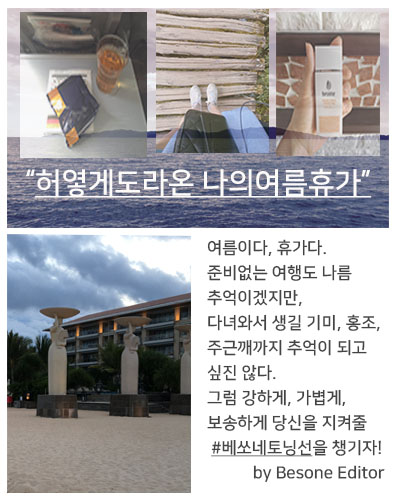 besone
“허옇게도라온 나의여름휴가”
여름이다, 휴가다.
준비없는 여행도 나름
추억이겠지만,
다녀와서 생길 기미, 홍조,
주근깨까지 추억이 되고
싶진 않다.
그럼 강하게, 가볍게,
보송하게 당신을 지켜줄
#베쏘네토닝선을 챙기자!
by Besone Editor